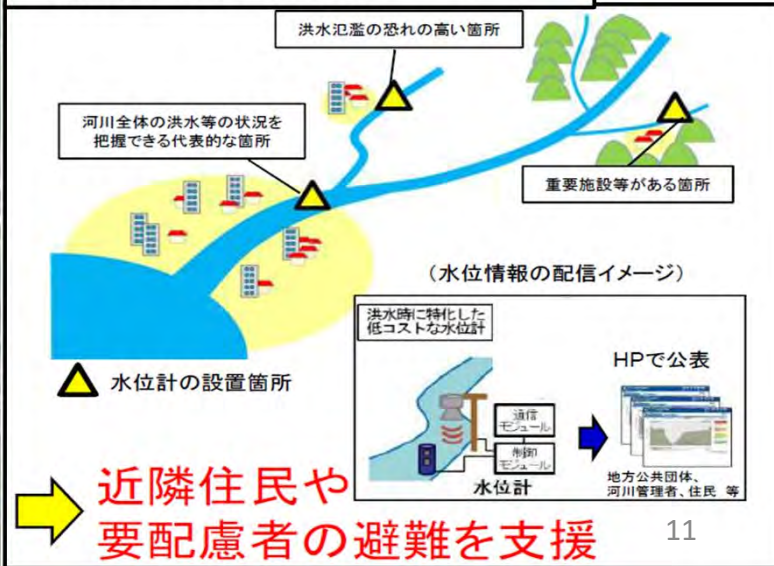 洪水氾濫の恐れの高い箇所
河川全体の洪水等の状況を
把握できる代表的な箇所
重要施設等がある箇所
(水位情報の配信イメージ)
洪水時に特化した
低コストな水位計
HPで公表
通信
モジュール
制御
モジュール
水位計
地方公共団体、
河川管理者、住民 等
水位計の設置箇所
近隣住民や
要配慮者の避難を支援
11